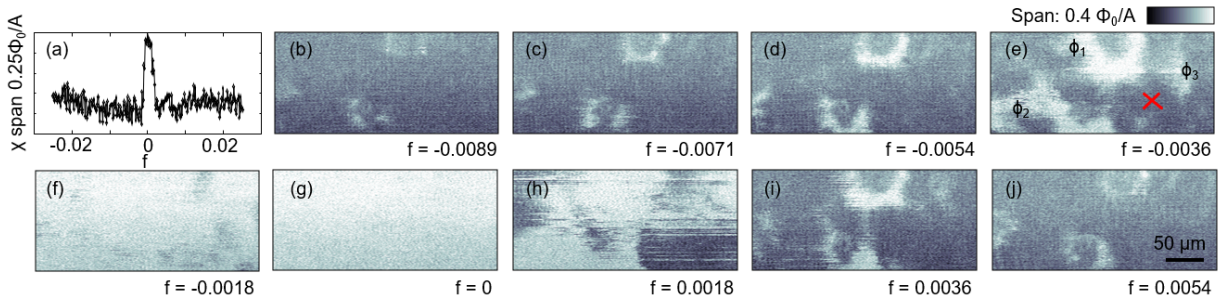 Span: 0.4 Φ₀/A
χ span 0.25Φ₀/A
(a)
-0.02 0 0.02
f
(b)
f = -0.0089
(c)
f = -0.0071
(d)
f = -0.0054
(e)
ϕ₁
ϕ₃
ϕ₂
f = -0.0036
(f)
f = -0.0018
(g)
f = 0
(h)
f = 0.0018
(i)
f = 0.0036
(j)
50 μm
f = 0.0054